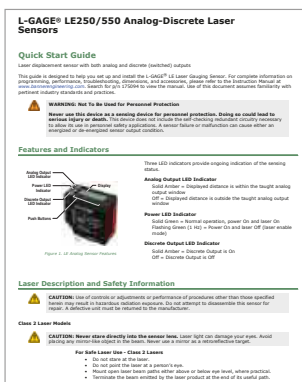 L-GAGE® LE250/550 Analog-Discrete Laser
Sensors
Quick Start Guide
Laser displacement sensor with both analog and discrete (switched) outputs
This guide is designed to help you set up and install the L-GAGE® LE Laser Gauging Sensor. For complete information on
programming, performance, troubleshooting, dimensions, and accessories, please refer to the Instruction Manual at
www.bannerengineering.com. Search for p/n 175094 to view the manual. Use of this document assumes familiarity with
pertinent industry standards and practices.
WARNING: Not To Be Used for Personnel Protection
Never use this device as a sensing device for personnel protection. Doing so could lead to
serious injury or death. This device does not include the self-checking redundant circuitry necessary
to allow its use in personnel safety applications. A sensor failure or malfunction can cause either an
energized or de-energized sensor output condition.
Features and Indicators
Analog Output
LED Indicator
Power LED
Indicator
Discrete Output
LED Indicator
Push Buttons
Display
Figure 1. LE Analog Sensor Features
Three LED indicators provide ongoing indication of the sensing
status.
Analog Output LED Indicator
Solid Amber = Displayed distance is within the taught analog
output window
Off = Displayed distance is outside the taught analog output
window
Power LED Indicator
Solid Green = Normal operation, power On and laser On
Flashing Green (1 Hz) = Power On and laser Off (laser enable
mode)
Discrete Output LED Indicator
Solid Amber = Discrete Output is On
Off = Discrete Output is Off
Laser Description and Safety Information
CAUTION: Use of controls or adjustments or performance of procedures other than those specified
herein may result in hazardous radiation exposure. Do not attempt to disassemble this sensor for
repair. A defective unit must be returned to the manufacturer.
Class 2 Laser Models
CAUTION: Never stare directly into the sensor lens. Laser light can damage your eyes. Avoid
placing any mirror-like object in the beam. Never use a mirror as a retroreflective target.
For Safe Laser Use - Class 2 Lasers
• Do not stare at the laser.
• Do not point the laser at a person's eye.
• Mount open laser beam paths either above or below eye level, where practical.
• Terminate the beam emitted by the laser product at the end of its useful path.